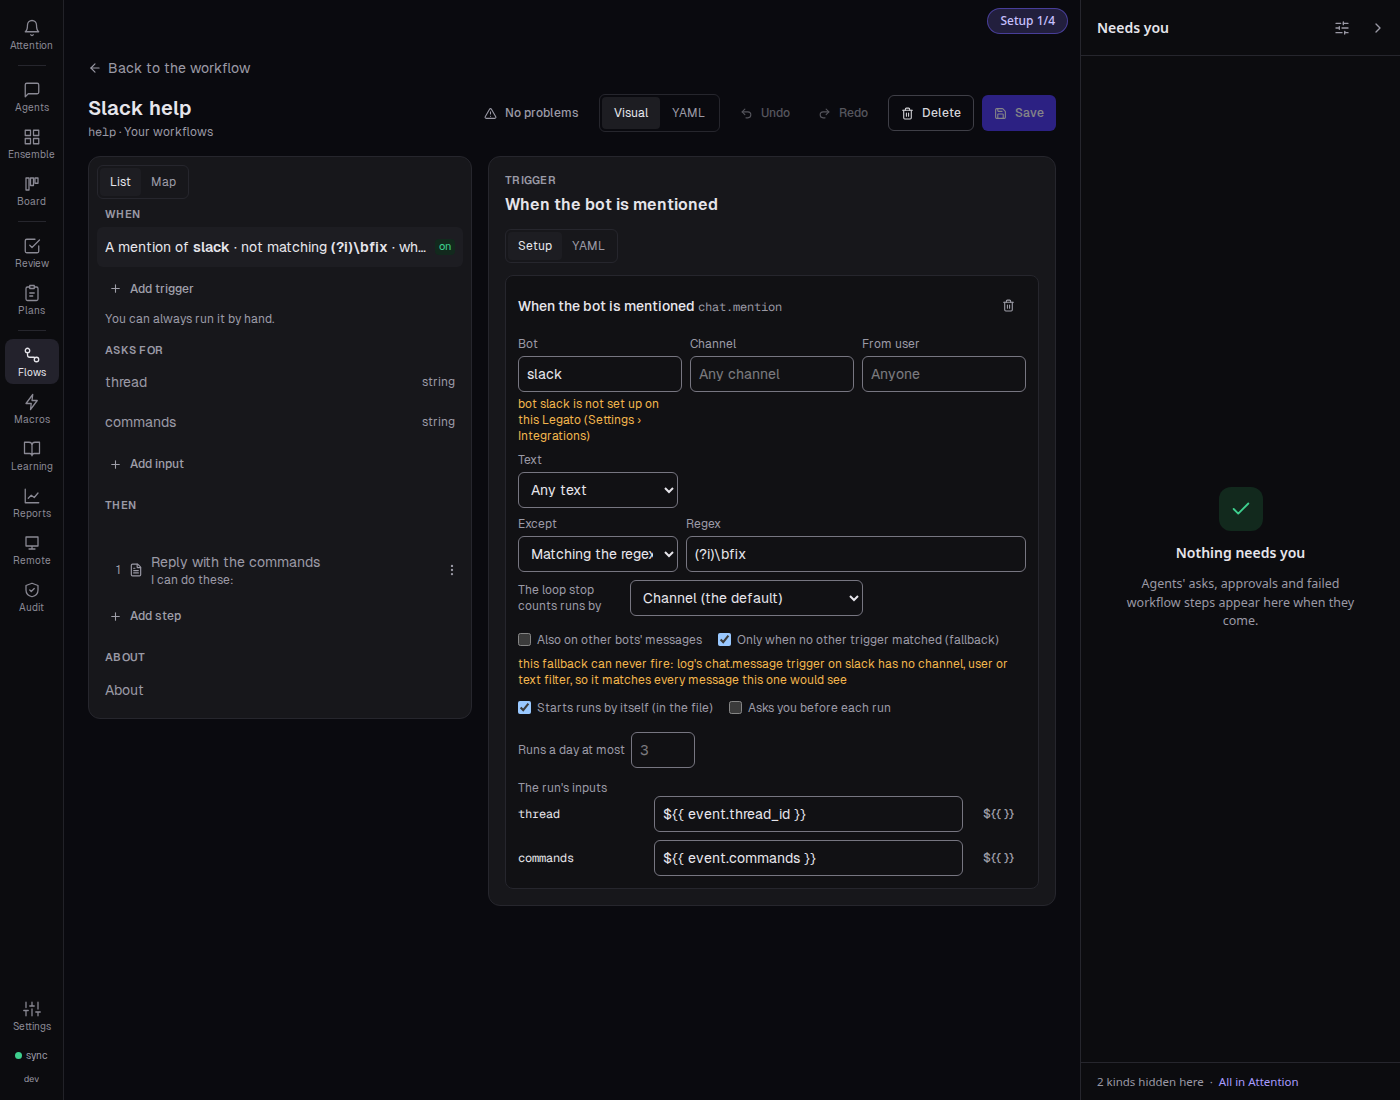 Attention
Agents
Ensemble
Board
Review
Plans
Flows
Macros
Learning
Reports
Remote
Audit
Settings
sync
dev
Setup 1/4
Back to the workflow
Slack help
help · Your workflows
No problems
Visual
YAML
Undo
Redo
Delete
Save
List
Map
WHEN
A mention of slack · not matching (?i)\bfix · wh...
on
Add trigger
You can always run it by hand.
ASKS FOR
thread
string
commands
string
Add input
THEN
1
Reply with the commands
I can do these:
Add step
ABOUT
About
TRIGGER
When the bot is mentioned
Setup
YAML
When the bot is mentioned chat.mention
Bot
Channel
From user
slack
Any channel
Anyone
bot slack is not set up on
this Legato (Settings ›
Integrations)
Text
Any text
Except
Regex
Matching the regex
(?i)\bfix
The loop stop
counts runs by
Channel (the default)
Also on other bots' messages
Only when no other trigger matched (fallback)
this fallback can never fire: log's chat.message trigger on slack has no channel, user or
text filter, so it matches every message this one would see
Starts runs by itself (in the file)
Asks you before each run
Runs a day at most
3
The run's inputs
thread
${{ event.thread_id }}
${{ }}
commands
${{ event.commands }}
${{ }}
Needs you
Nothing needs you
Agents' asks, approvals and failed
workflow steps appear here when they
come.
2 kinds hidden here · All in Attention